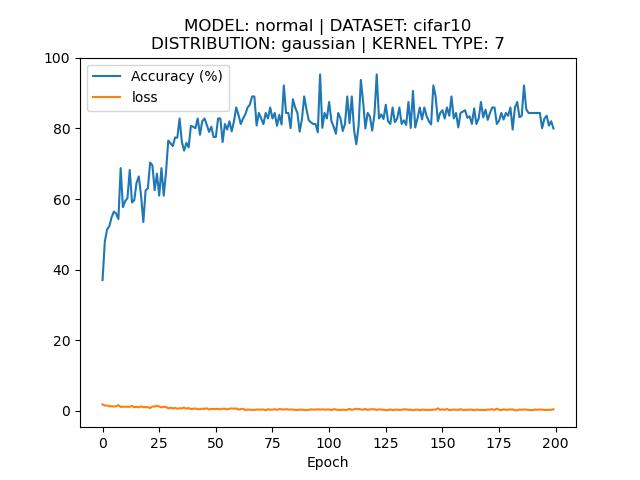 MODEL: normal | DATASET: cifar10
DISTRIBUTION: gaussian | KERNEL TYPE: 7
100
80
60
40
20
0
Accuracy (%)
loss
0 25 50 75 100 125 150 175 200
Epoch